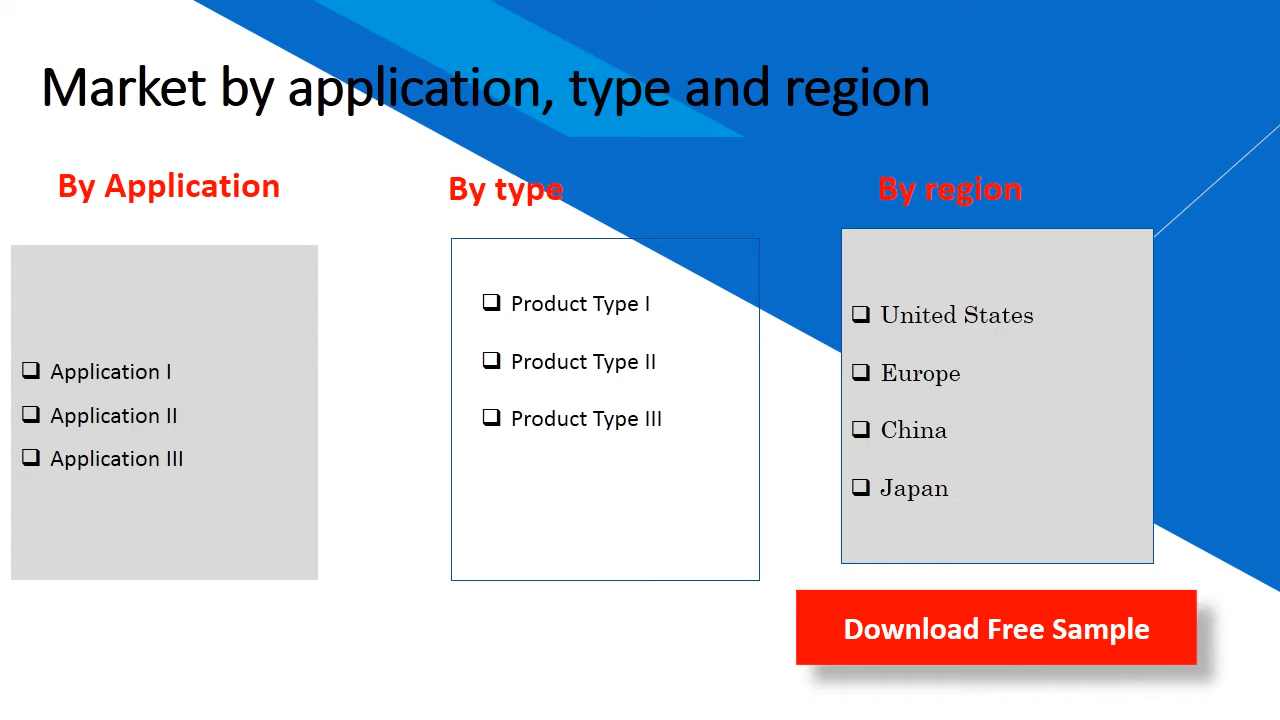 Market by application, type and region
By Application
Application I
Application II
Application III
By type
Product Type I
Product Type II
Product Type III
By region
United States
Europe
China
Japan
Download Free Sample